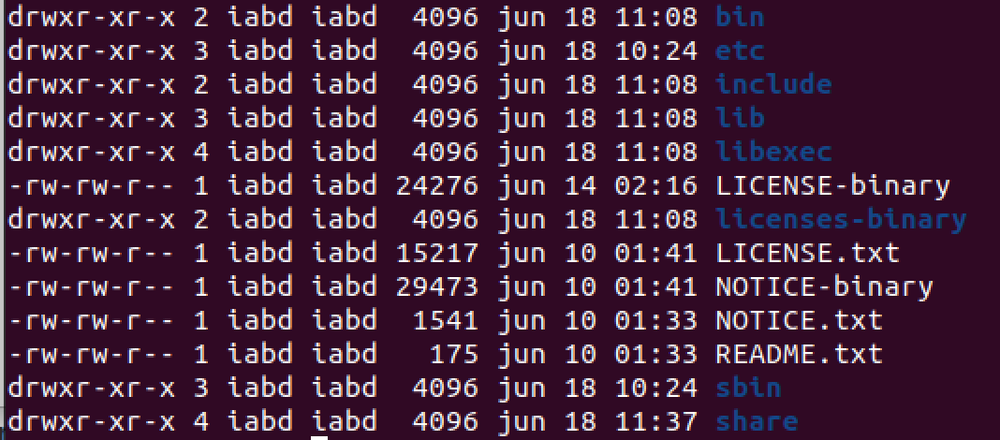 drwxr-xr-x 2 iabd iabd  4096 jun 18 11:08 bin
drwxr-xr-x 3 iabd iabd  4096 jun 18 10:24 etc
drwxr-xr-x 2 iabd iabd  4096 jun 18 11:08 include
drwxr-xr-x 3 iabd iabd  4096 jun 18 11:08 lib
drwxr-xr-x 4 iabd iabd  4096 jun 18 11:08 libexec
-rw-rw-r-- 1 iabd iabd 24276 jun 14 02:16 LICENSE-binary
drwxr-xr-x 2 iabd iabd  4096 jun 18 11:08 licenses-binary
-rw-rw-r-- 1 iabd iabd 15217 jun 10 01:41 LICENSE.txt
-rw-rw-r-- 1 iabd iabd 29473 jun 10 01:41 NOTICE-binary
-rw-rw-r-- 1 iabd iabd  1541 jun 10 01:33 NOTICE.txt
-rw-rw-r-- 1 iabd iabd   175 jun 10 01:33 README.txt
drwxr-xr-x 3 iabd iabd  4096 jun 18 10:24 sbin
drwxr-xr-x 4 iabd iabd  4096 jun 18 11:37 share